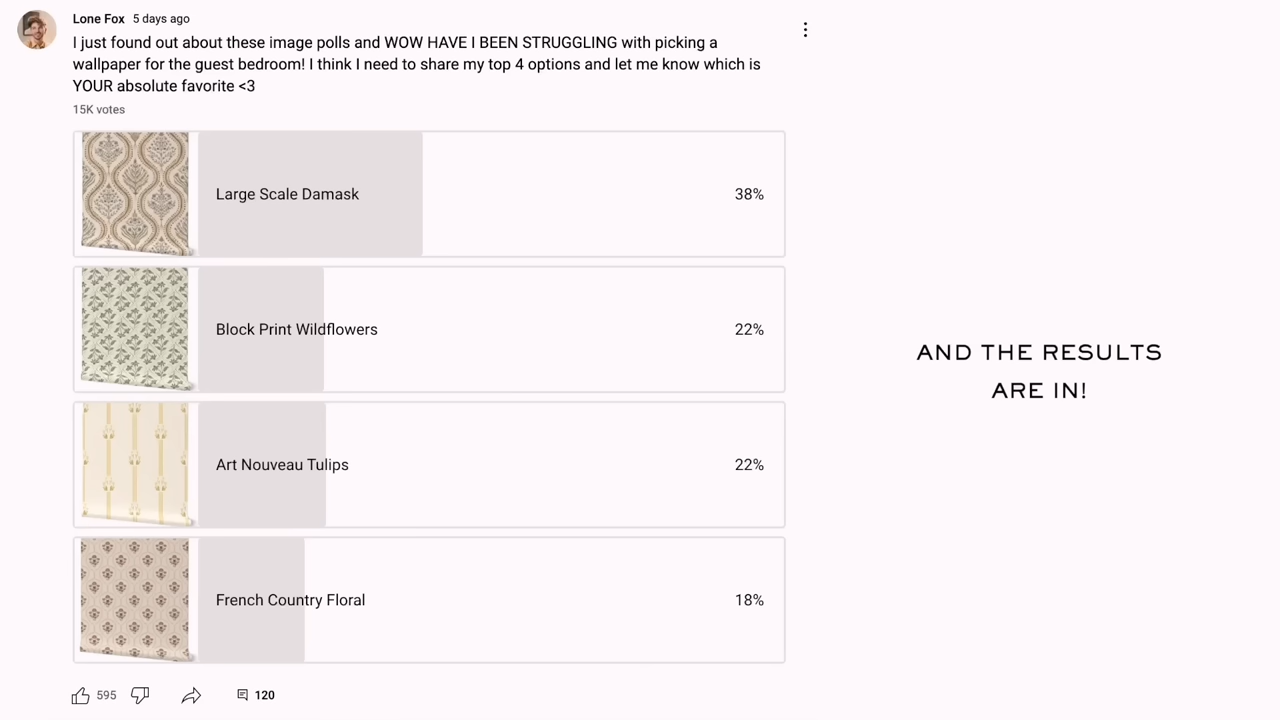 Lone Fox 5 days ago
I just found out about these image polls and WOW HAVE I BEEN STRUGGLING with picking a
wallpaper for the guest bedroom! I think I need to share my top 4 options and let me know which is
YOUR absolute favorite <3
15K votes
Large Scale Damask 38%
Block Print Wildflowers 22%
Art Nouveau Tulips 22%
French Country Floral 18%
595 120
AND THE RESULTS
ARE IN!